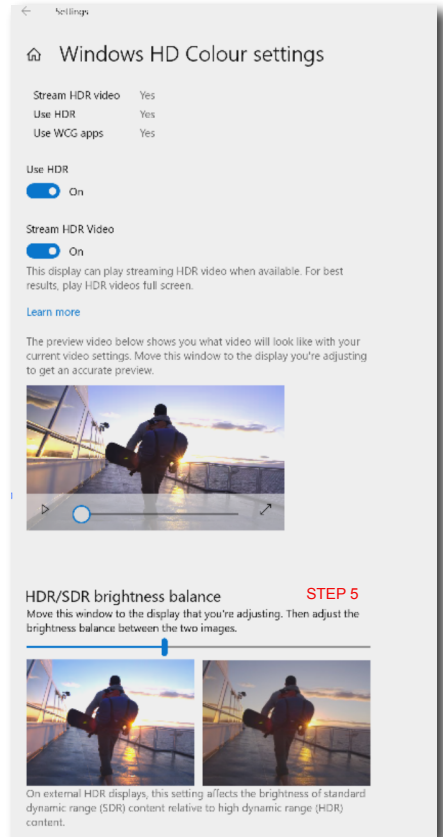 Settings
Windows HD Colour settings
Stream HDR video Yes
Use HDR Yes
Use WCG apps Yes
Use HDR
On
Stream HDR Video
On
This display can play streaming HDR video when available. For best
results, play HDR videos full screen.
Learn more
The preview video below shows you what video will look like with your
current video settings. Move this window to the display you're adjusting
to get an accurate preview.
HDR/SDR brightness balance STEP 5
Move this window to the display that you're adjusting. Then adjust the
brightness balance between the two images.
On external HDR displays, this setting affects the brightness of standard
dynamic range (SDR) content relative to high dynamic range (HDR)
content.